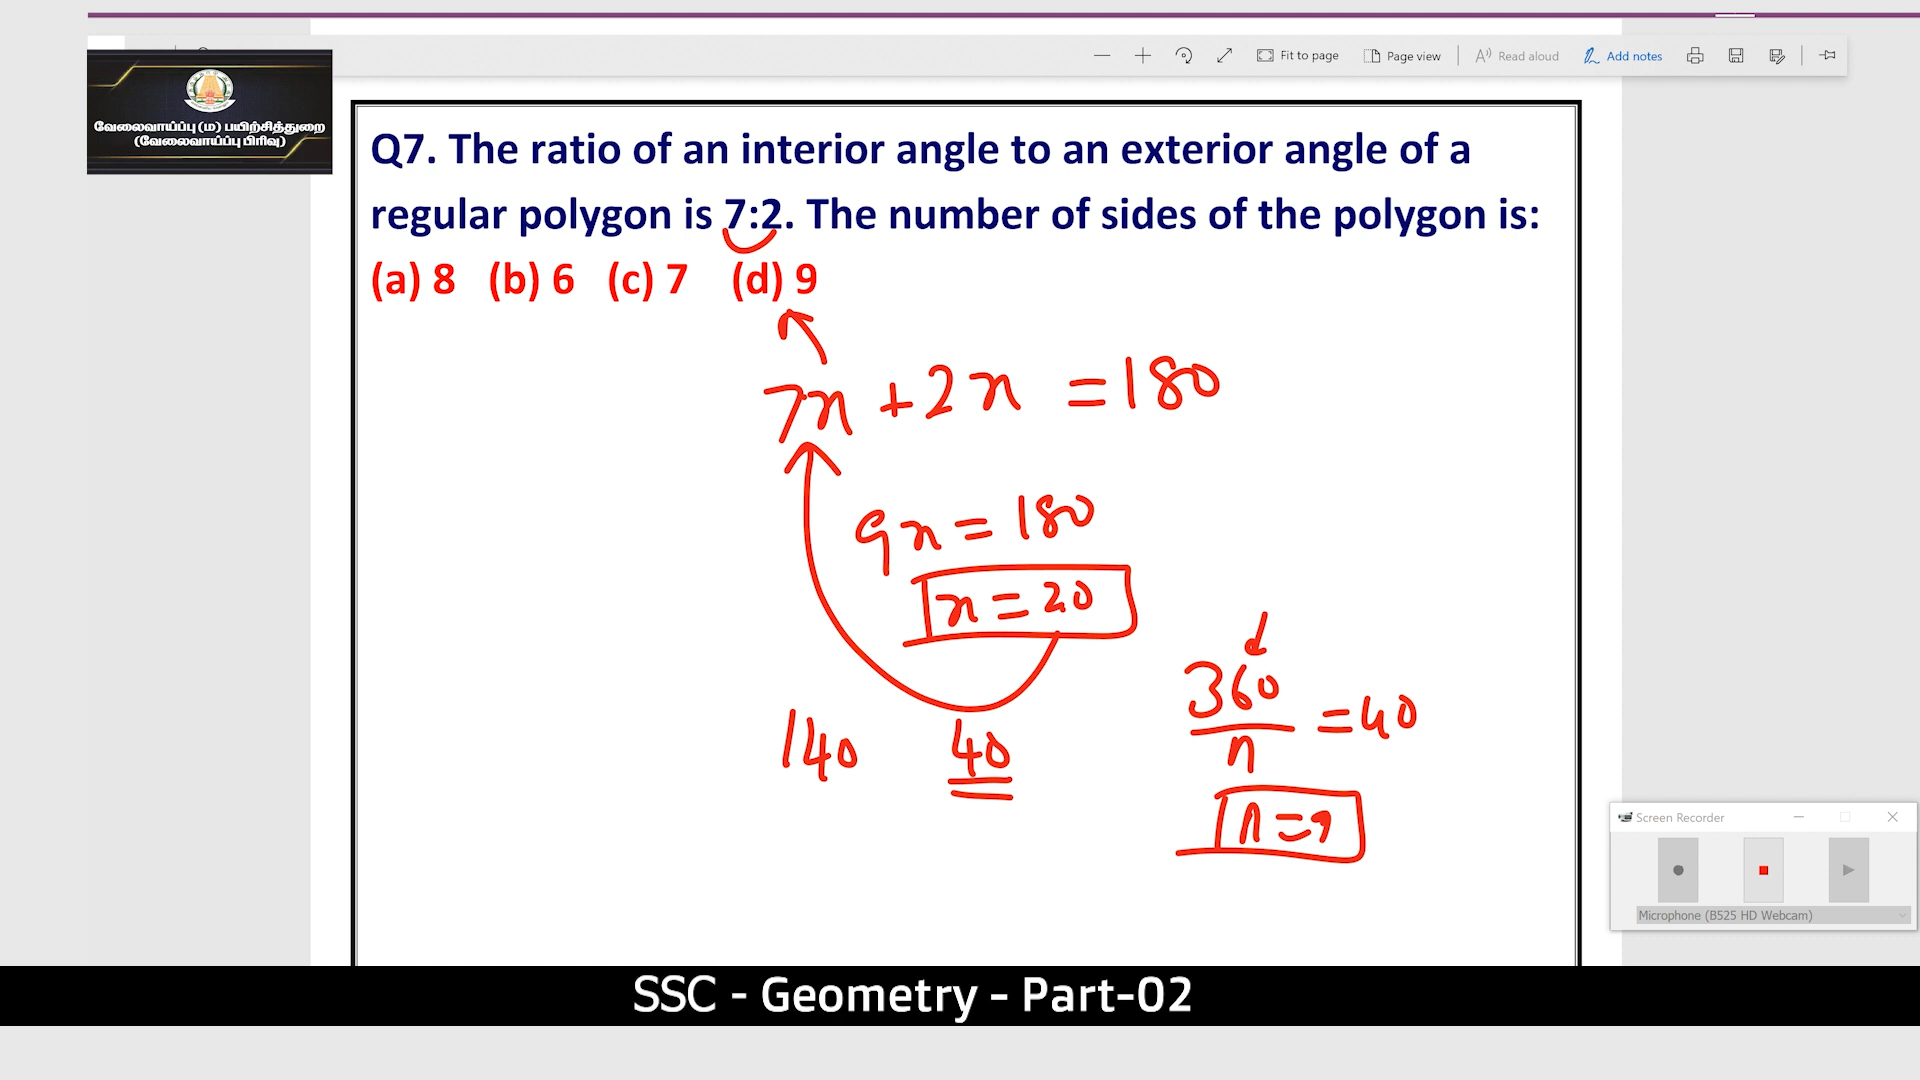 Fit to page
Page view
Read aloud
Add notes
வேலைவாய்ப்பு (ம) பயிற்சித்துறை
(வேலைவாய்ப்பு பிரிவு)
Q7. The ratio of an interior angle to an exterior angle of a
regular polygon is 7:2. The number of sides of the polygon is:
(a) 8 (b) 6 (c) 7 (d) 9
7x + 2x = 180
9x = 180
x = 20
140 40
360/n = 40
n = 9
Screen Recorder
Microphone (B525 HD Webcam)
SSC - Geometry - Part-02